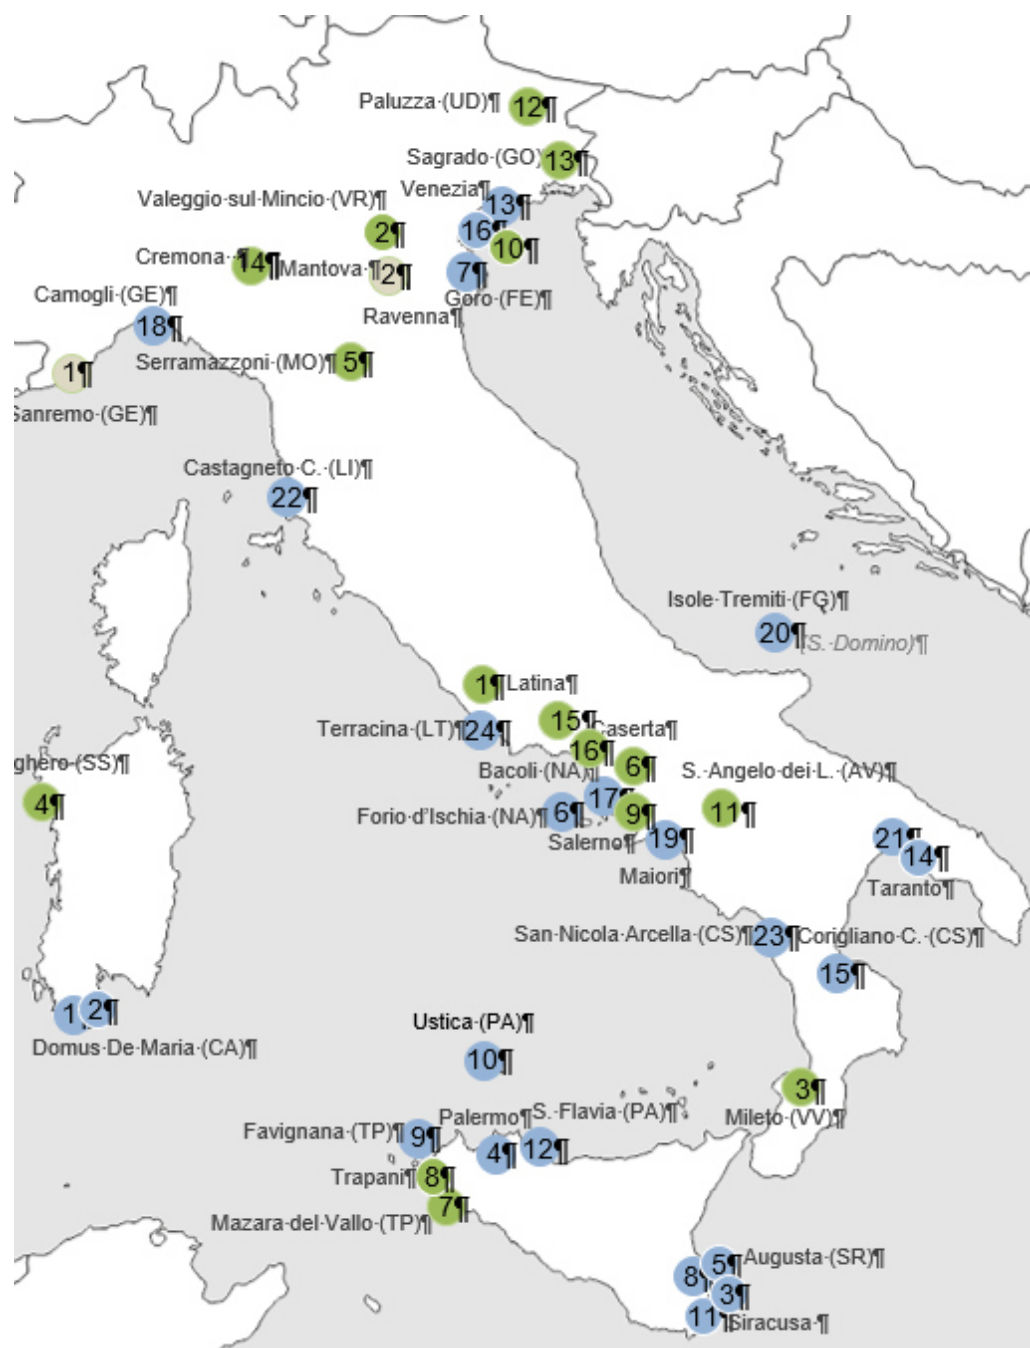 Paluzza·(UD)¶
12¶
Sagrado·(GO)
13¶
Venezia¶
13¶
Valeggio·sul·Mincio·(VR)¶
2¶
16¶
10¶
Cremona·¶
14¶
Mantova·¶
2¶
7¶
Goro·(FE)¶
Camogli·(GE)¶
18¶
Ravenna¶
Serramazzoni·(MO)¶
5¶
1¶
Sanremo·(GE)¶
Castagneto·C.·(LI)¶
22¶
Isole·Tremiti·(FG)¶
20¶
(S.·Domino)¶
1¶
Latina¶
Terracina·(LT)¶
24¶
15¶
Caserta¶
16¶
ghero·(SS)¶
4¶
Bacoli·(NA)¶
6¶
S.·Angelo·dei·L.·(AV)¶
11¶
17¶
Forio·d'Ischia·(NA)¶
6¶
9¶
Salerno¶
19¶
Maiori¶
21¶
14¶
Taranto¶
San·Nicola·Arcella·(CS)¶
23¶
Corigliano·C.·(CS)¶
15¶
1
2¶
Domus·De·Maria·(CA)¶
Ustica·(PA)¶
10¶
3¶
Mileto·(VV)¶
Favignana·(TP)¶
9¶
Palermo¶
4¶
S.·Flavia·(PA)¶
12¶
Trapani¶
8¶
7¶
Mazara·del·Vallo·(TP)¶
5¶
Augusta·(SR)¶
8¶
3¶
11¶
Siracusa·¶